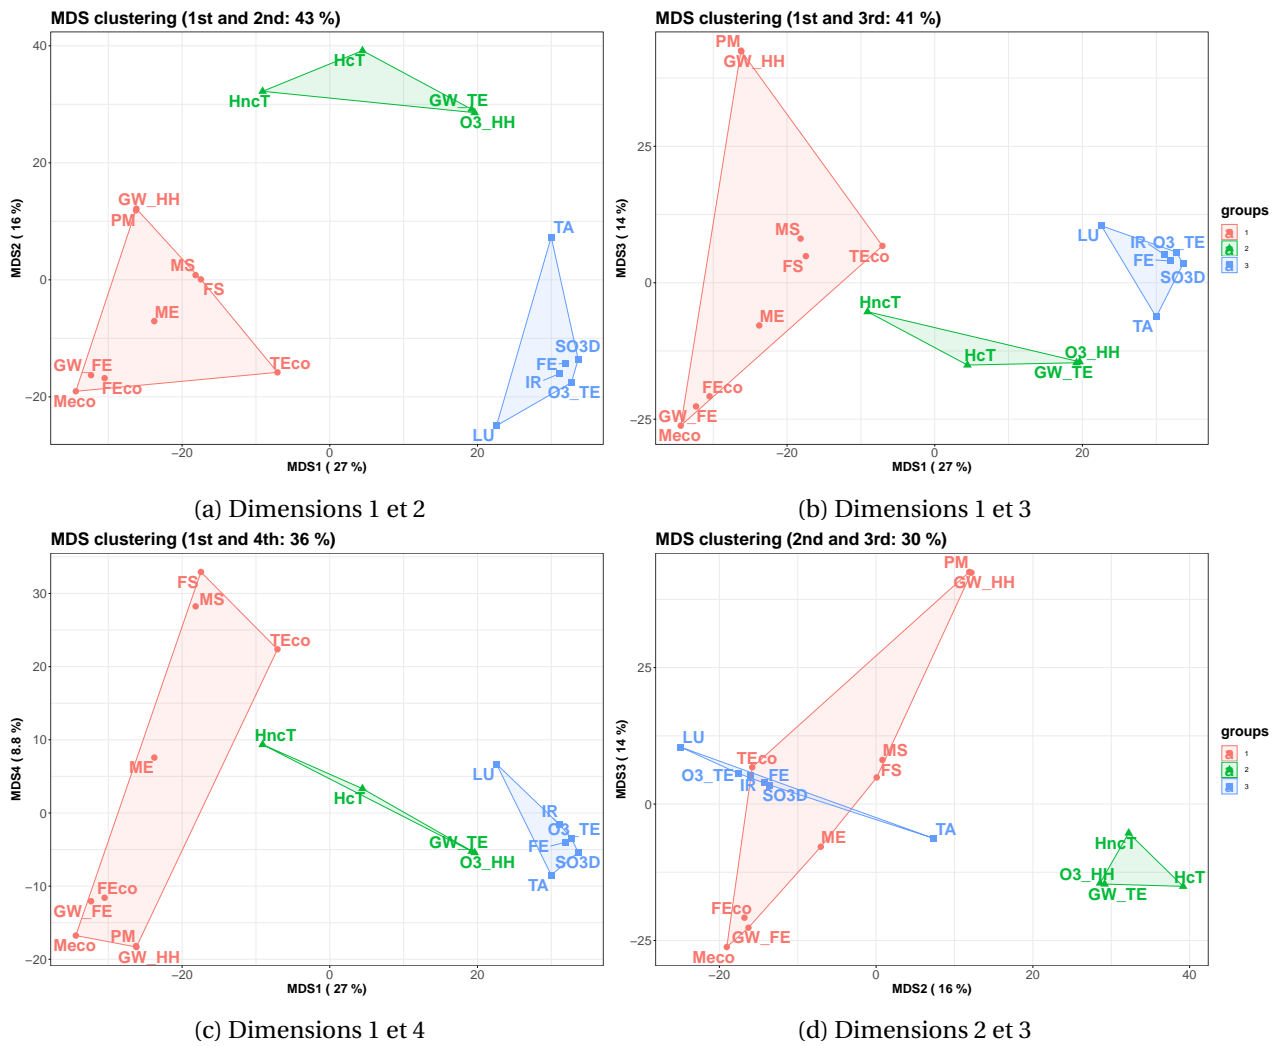 MDS clustering (1st and 2nd: 43 %)
40
20
0
−20
MDS2 ( 16 %)
HcT
HncT
GW_TE
O3_HH
GW_HH
PM
TA
MS
FS
ME
SO3D
GW_FE
TEco
FE
FEco
IR
O3_TE
Meco
LU
−20
0
20
MDS1 ( 27 %)
(a) Dimensions 1 et 2
MDS clustering (1st and 3rd: 41 %)
25
0
−25
MDS3 ( 14 %)
PM
GW_HH
MS
LU
IR
O3_TE
TEco
FS
FE
SO3D
HncT
ME
TA
HcT
O3_HH
GW_TE
FEco
GW_FE
Meco
−20
0
20
MDS1 ( 27 %)
groups
a
1
a
2
a
3
(b) Dimensions 1 et 3
MDS clustering (1st and 4th: 36 %)
30
20
10
0
−10
−20
MDS4 ( 8.8 %)
FS
MS
TEco
HncT
ME
LU
HcT
IR
O3_TE
GW_TE
FE
O3_HH
SO3D
TA
FEco
GW_FE
PM
Meco
GW_HH
−20
0
20
MDS1 ( 27 %)
(c) Dimensions 1 et 4
MDS clustering (2nd and 3rd: 30 %)
25
0
−25
MDS3 ( 14 %)
PM
GW_HH
LU
MS
TEco
O3_TE
FE
FS
IR
SO3D
TA
ME
HncT
O3_HH
HcT
GW_TE
FEco
GW_FE
Meco
−20
0
20
40
MDS2 ( 16 %)
groups
a
1
a
2
a
3
(d) Dimensions 2 et 3